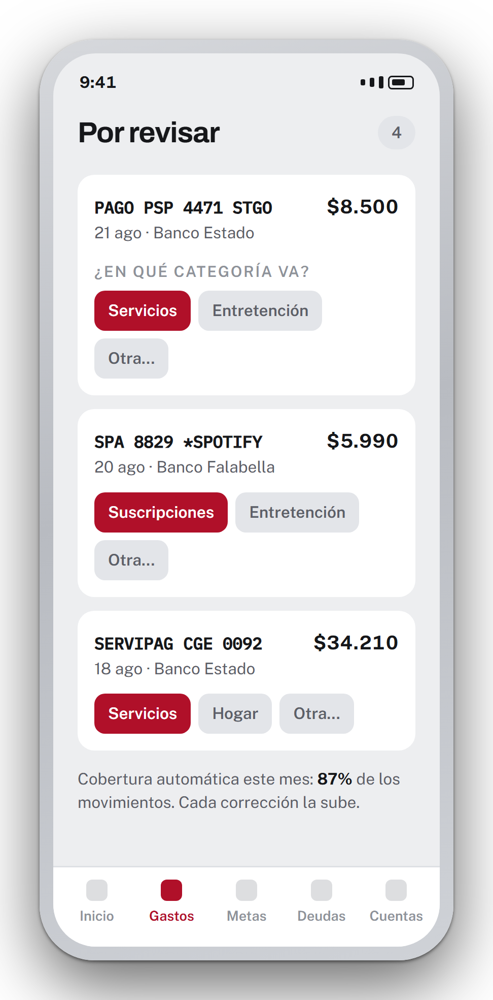 9:41
Por revisar
4
PAGO PSP 4471 STGO $8.500
21 ago · Banco Estado
¿EN QUÉ CATEGORÍA VA?
Servicios Entretención
Otra...
SPA 8829 *SPOTIFY $5.990
20 ago · Banco Falabella
Suscripciones Entretención
Otra...
SERVIPAG CGE 0092 $34.210
18 ago · Banco Estado
Servicios Hogar Otra...
Cobertura automática este mes: 87% de los
movimientos. Cada corrección la sube.
Inicio Gastos Metas Deudas Cuentas